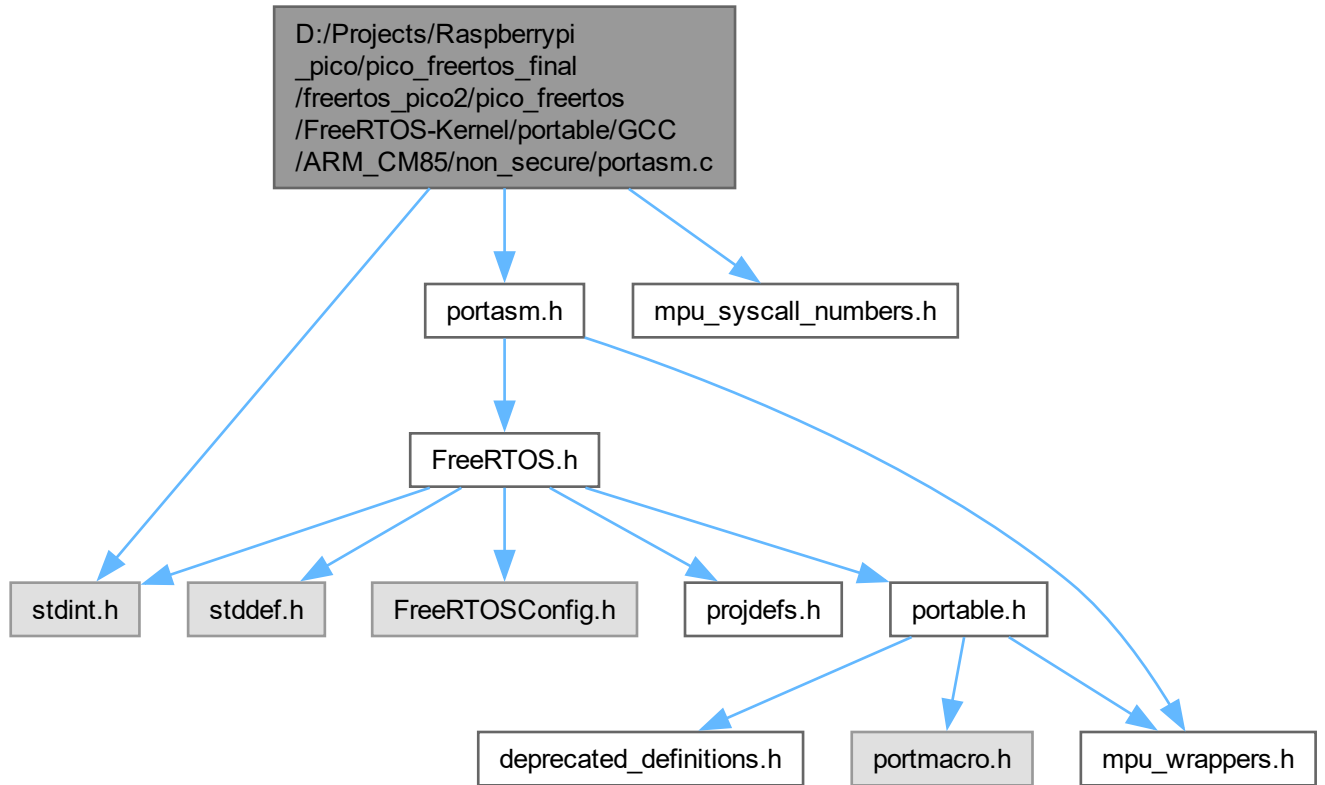 D:/Projects/Raspberrypi
_pico/pico_freertos_final
/freertos_pico2/pico_freertos
/FreeRTOS-Kernel/portable/GCC
/ARM_CM85/non_secure/portasm.c
portasm.h
mpu_syscall_numbers.h
FreeRTOS.h
stdint.h
stddef.h
FreeRTOSConfig.h
projdefs.h
portable.h
deprecated_definitions.h
portmacro.h
mpu_wrappers.h